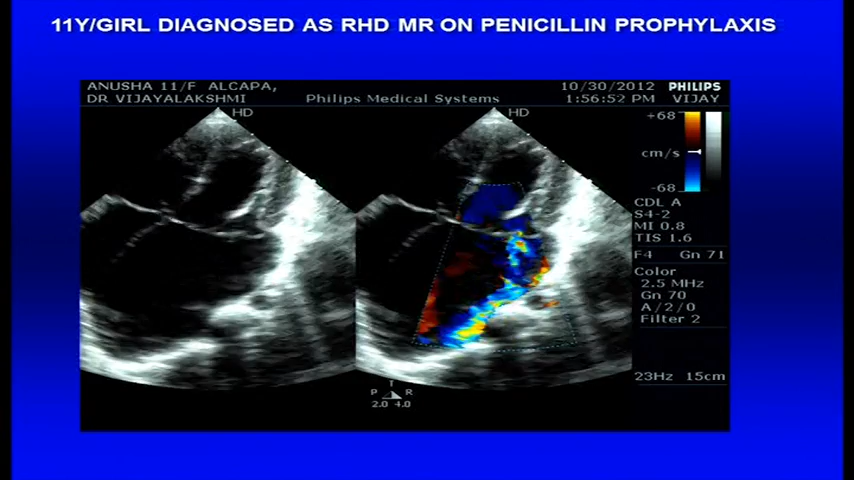 11Y/GIRL DIAGNOSED AS RHD MR ON PENICILLIN PROPHYLAXIS
ANUSHA 11/F ALCAPA,
DR VIJAYALAKSHMI
Philips Medical Systems
10/30/2012
1:56:52 PM
PHILIPS
VIJAY
HD
HD
+68
cm/s
-68
CDL A
S4-2
MI 0.8
TIS 1.6
F4 Gn 71
Color
2.5 MHz
Gn 70
A/2/0
Filter 2
23Hz 15cm
T
P R
2.0 4.0